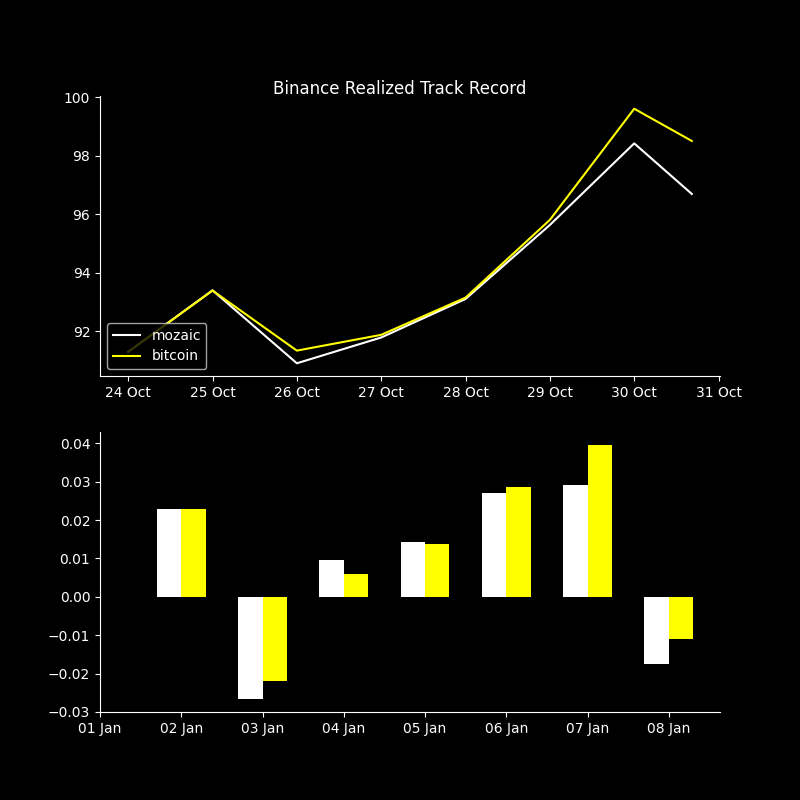 Binance Realized Track Record
100
98
96
94
92
mozaic
bitcoin
24 Oct 25 Oct 26 Oct 27 Oct 28 Oct 29 Oct 30 Oct 31 Oct
0.04
0.03
0.02
0.01
0.00
−0.01
−0.02
−0.03
01 Jan 02 Jan 03 Jan 04 Jan 05 Jan 06 Jan 07 Jan 08 Jan